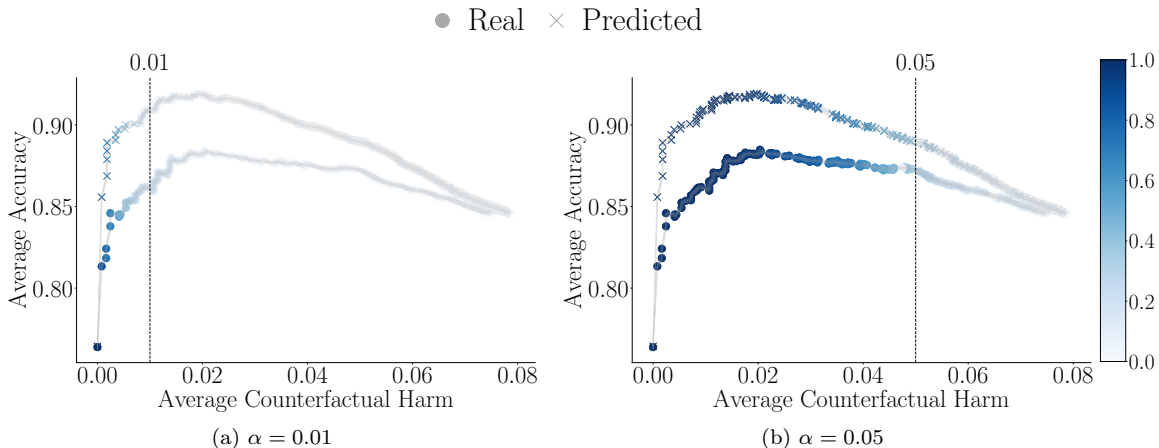 Real Predicted
0.01
0.90
0.85
0.80
Average Accuracy
0.00 0.02 0.04 0.06 0.08
Average Counterfactual Harm
(a) α = 0.01
0.05
0.90
0.85
0.80
Average Accuracy
0.00 0.02 0.04 0.06 0.08
Average Counterfactual Harm
(b) α = 0.05
1.0
0.8
0.6
0.4
0.2
0.0